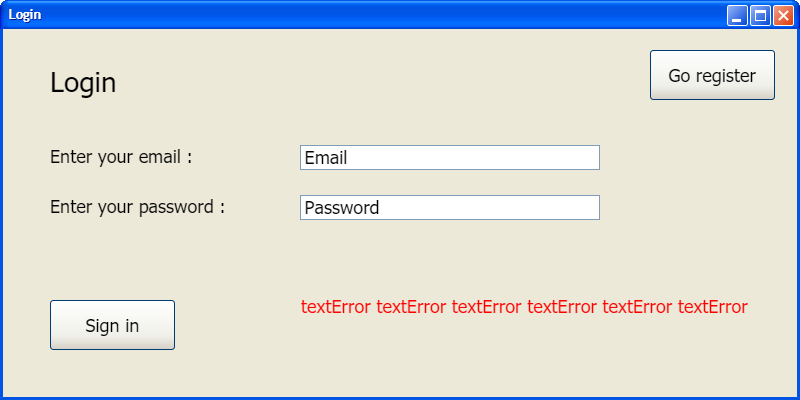 Login
Login
Go register
Enter your email :
Email
Enter your password :
Password
textError textError textError textError textError textError
Sign in